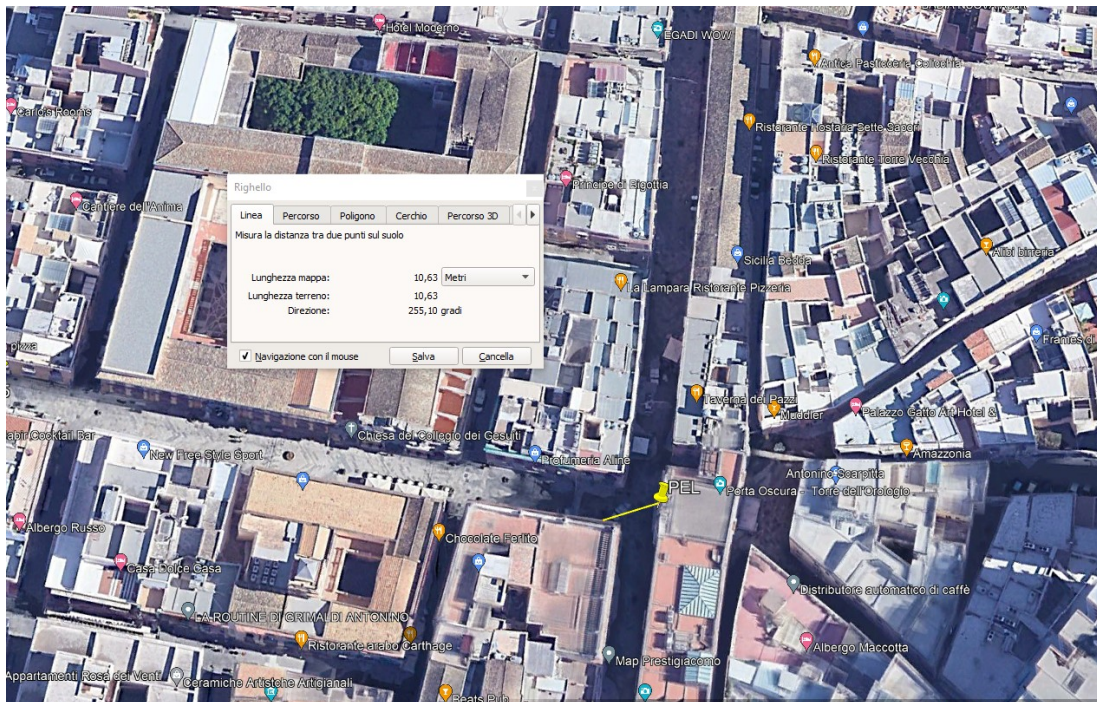 Hotel Moderno
EGADI WOW
Antica Pasticceria Colicchia
Carlo's Rooms
Ristorante Hostaria Sette Sapori
Ristorante Torre Vecchia
Principe di Eigottia
Cantiere dell'Anima
Righello
Linea Percorso Poligono Cerchio Percorso 3D
Misura la distanza tra due punti sul suolo
Lunghezza mappa: 10,63 Metri
Lunghezza terreno: 10,63
Direzione: 255,10 gradi
Navigazione con il mouse Salva Cancella
Alibi birreria
Sicilia Bedda
La Lampara Ristorante Pizzeria
Framies di
pizza
Taverna dei Pazzi
Muddler
Palazzo Gatto Art Hotel &
Chiesa del Collegio dei Gesuiti
Cocktail Bar
New Free Style Sport
Profumeria Aline
Amazzonia
Antonino Scarpitta
PEL
Porta Oscura - Torre dell'Orologio
Albergo Russo
Chocolate Ferlito
Casa Dolce Casa
Distributore automatico di caffè
LA ROUTINE DI GRIMALDI ANTONINO
Ristorante arabo Carthage
Albergo Maccotta
Map Prestigiacomo
Appartamenti Rosa dei Venti
Ceramiche Artistiche Artigianali
Beats Pub